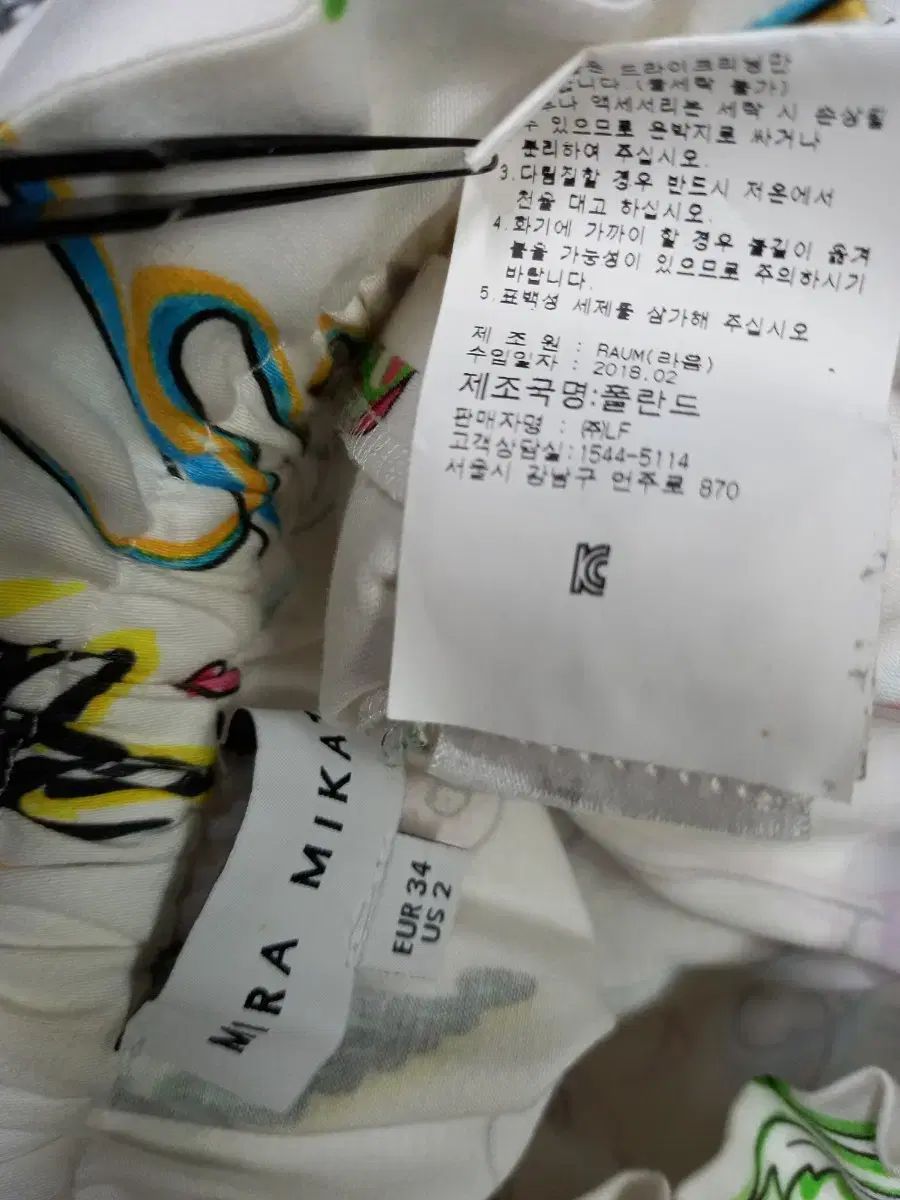 드라이크리닝만
니다.(물세탁 불가)
나 액세서리는 세탁 시 손상될
수 있으므로 은박지로 싸거나
분리하여 주십시오.
3.다림질할 경우 반드시 저온에서
천을 대고 하십시오.
4.화기에 가까이 할 경우 불길이 옮겨
붙을 가능성이 있으므로 주의하시기
바랍니다.
5.표백성 세제를 삼가해 주십시오
제 조 원 : RAUM(라움)
수입일자 : 2018.02
제조국명:폴란드
판매자명 : ㈜LF
고객상담실:1544-5114
서울시 강남구 언주로 870
KC
MIRA MIKA
EUR 34
US 2